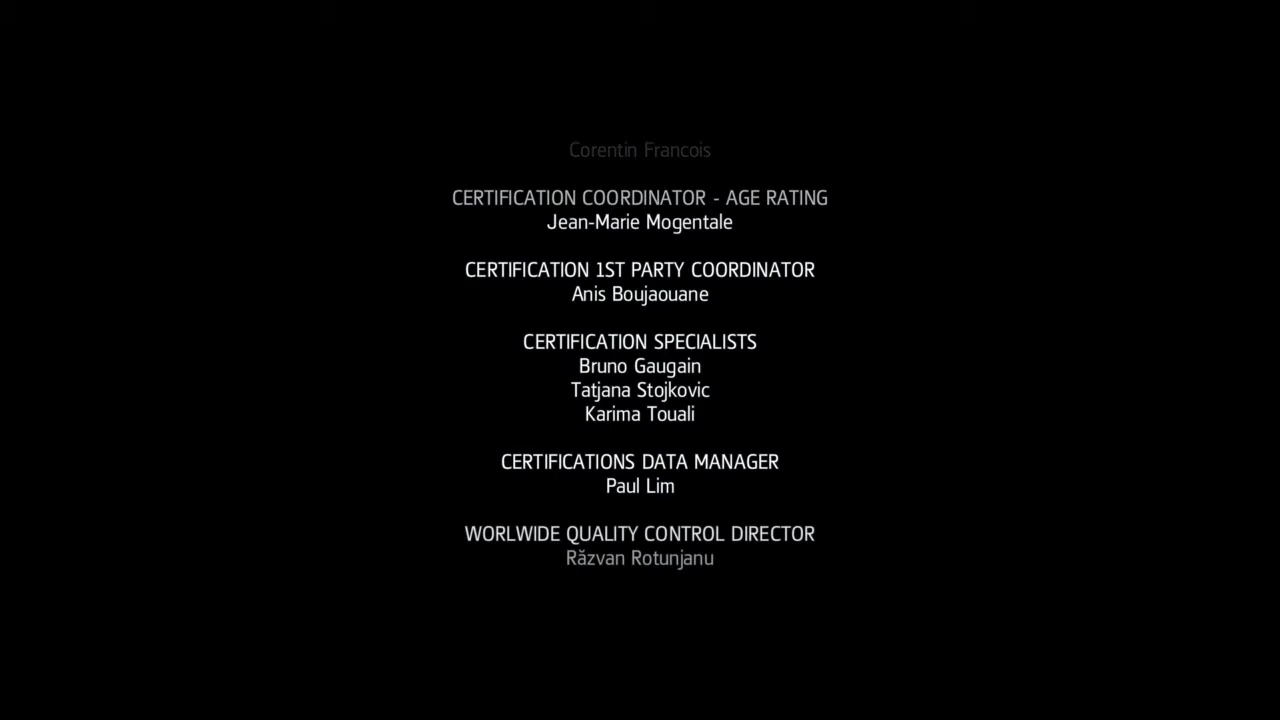 Corentin Francois
CERTIFICATION COORDINATOR - AGE RATING
Jean-Marie Mogentale
CERTIFICATION 1ST PARTY COORDINATOR
Anis Boujaouane
CERTIFICATION SPECIALISTS
Bruno Gaugain
Tatjana Stojkovic
Karima Touali
CERTIFICATIONS DATA MANAGER
Paul Lim
WORLWIDE QUALITY CONTROL DIRECTOR
Răzvan Rotunjanu